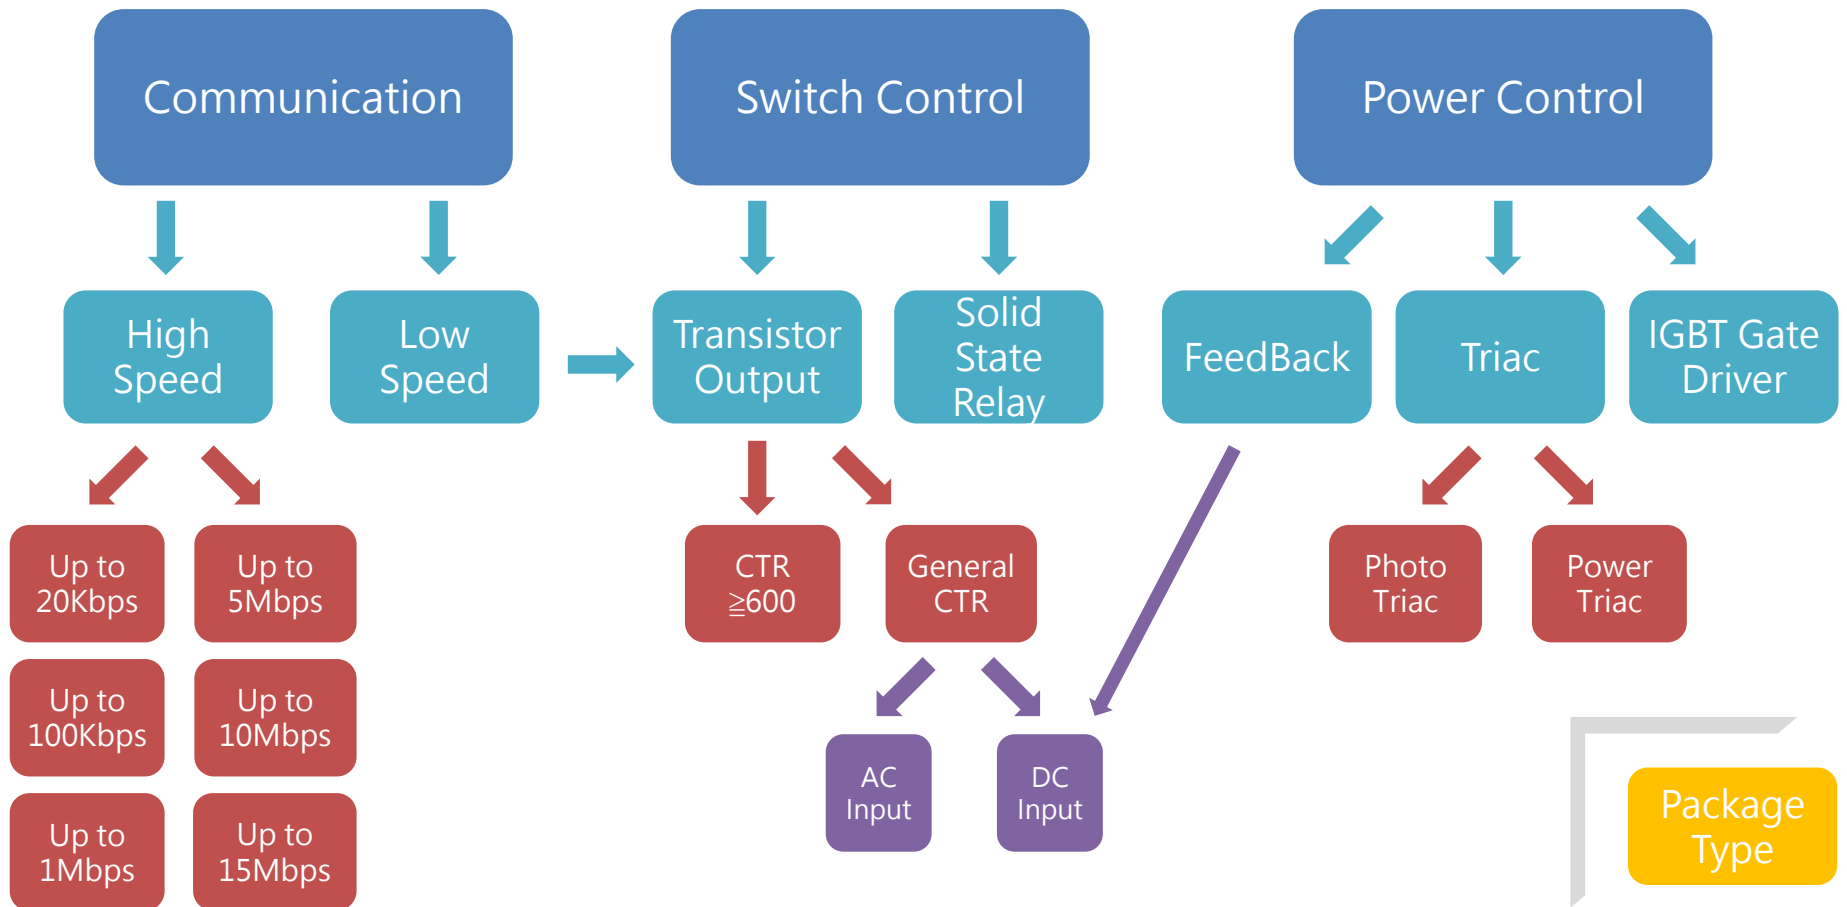 Communication
Switch Control
Power Control
High
Speed
Low
Speed
Transistor
Output
Solid
State
Relay
FeedBack
Triac
IGBT Gate
Driver
Up to
20Kbps
Up to
5Mbps
CTR
≧600
General
CTR
Photo
Triac
Power
Triac
Up to
100Kbps
Up to
10Mbps
AC
Input
DC
Input
Package
Type
Up to
1Mbps
Up to
15Mbps